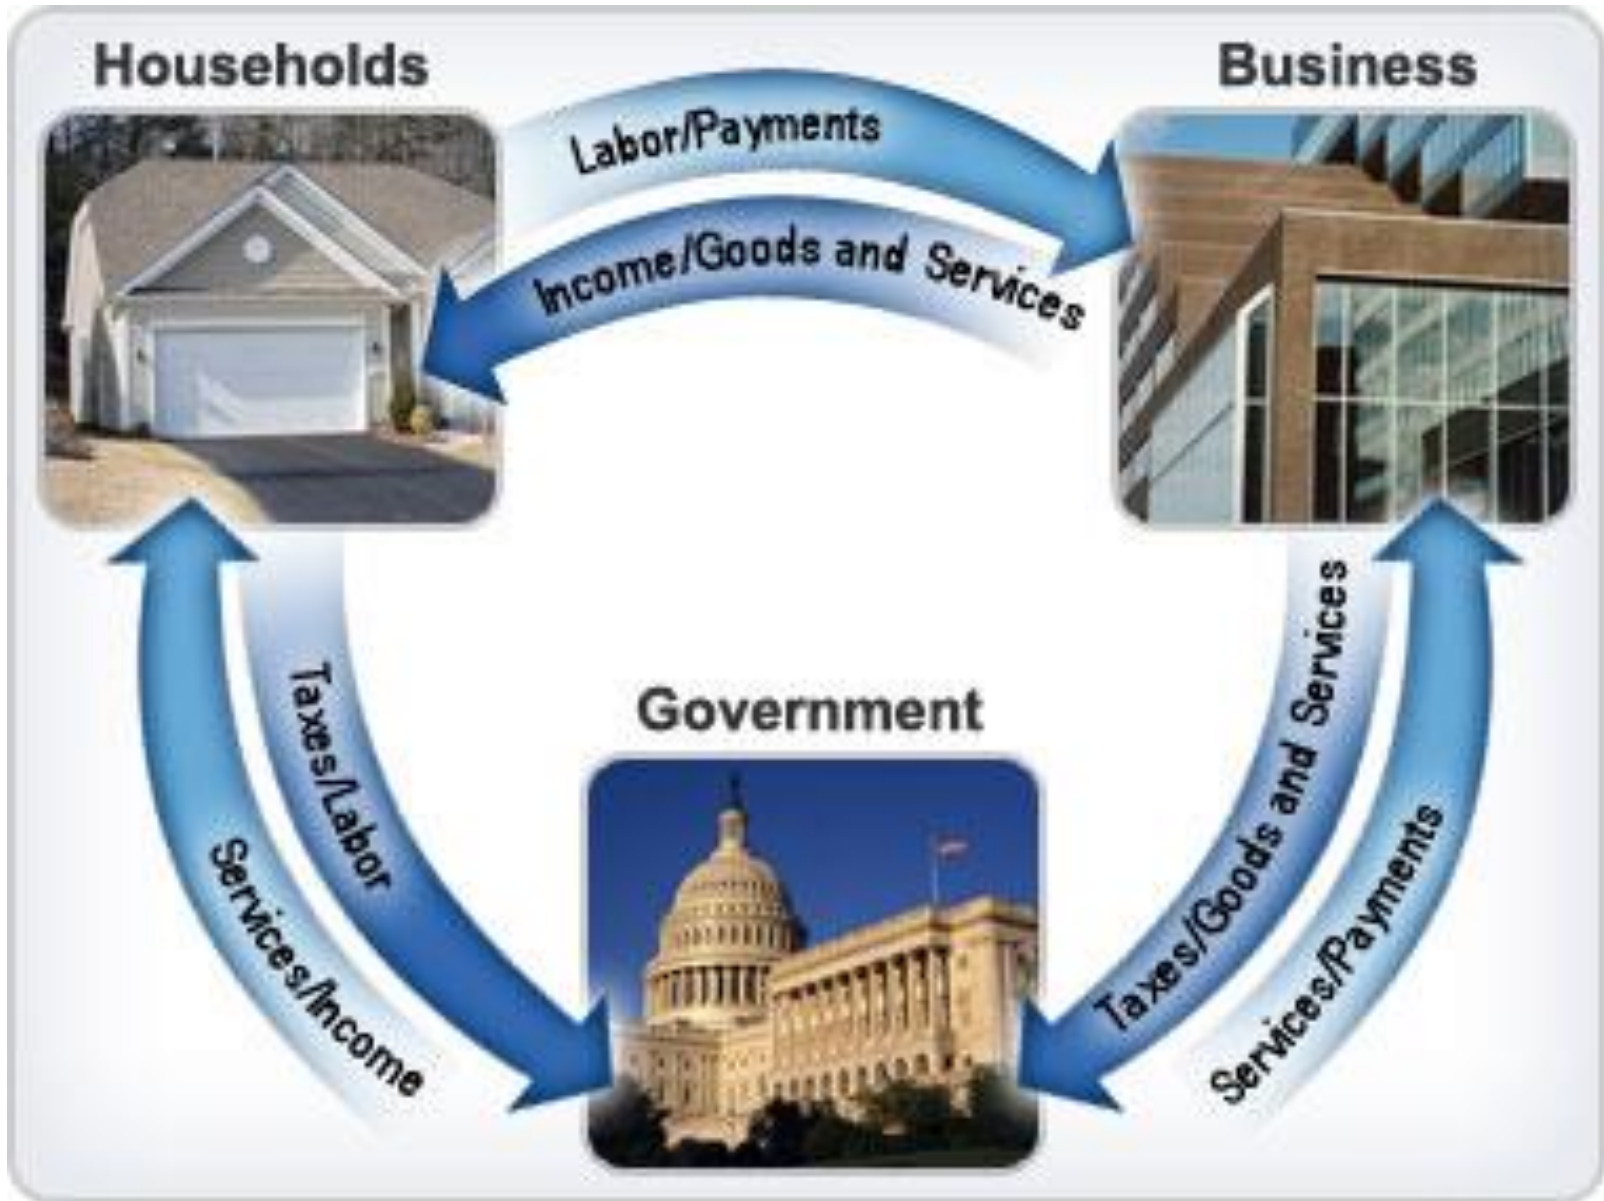 Households
Business
Labor/Payments
Income/Goods and Services
Taxes/Labor
Services/Income
Government
Taxes/Goods and Services
Services/Payments